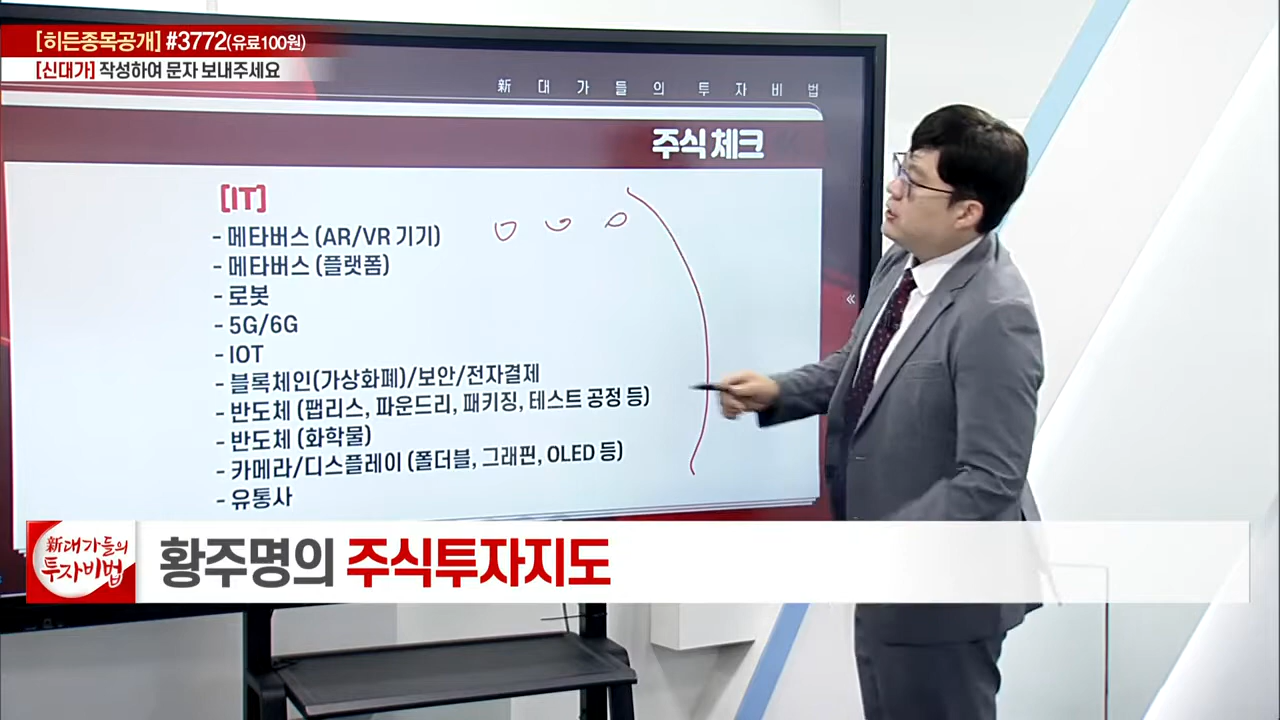 [히든종목공개] #3772(유료100원)
[신대가] 작성하여 문자 보내주세요
新 대 가 들 의 투 자 비 법
주식 체크
[IT]
- 메타버스 (AR/VR 기기)
- 메타버스 (플랫폼)
- 로봇
- 5G/6G
- IOT
- 블록체인(가상화폐)/보안/전자결제
- 반도체 (팹리스, 파운드리, 패키징, 테스트 공정 등)
- 반도체 (화학물)
- 카메라/디스플레이 (폴더블, 그래핀, OLED 등)
- 유통사
«
新대가들의
투자비법
황주명의 주식투자지도